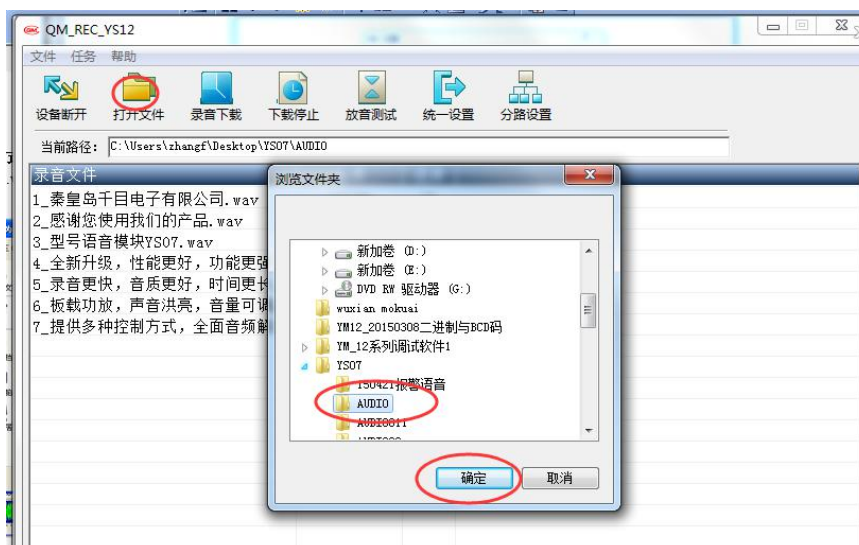 QM_REC_YS12
文件 任务 帮助
设备断开 打开文件 录音下载 下载停止 放音测试 统一设置 分路设置
当前路径: C:\Users\zhangf\Desktop\YS07\AUDIO
录音文件
1_秦皇岛千目电子有限公司.wav
2_感谢您使用我们的产品.wav
3_型号语音模块YS07.wav
4_全新升级，性能更好，功能更强
5_录音更快，音质更好，时间更长
6_板载功放，声音洪亮，音量可调
7_提供多种控制方式，全面音频解
浏览文件夹
新加卷 (D:)
新加卷 (E:)
DVD RW 驱动器 (G:)
wuxian mokuai
YM12_20150308二进制与BCD码
YM_12系列调试软件1
YS07
150421报警语音
AUDIO
AUDIO011
确定 取消